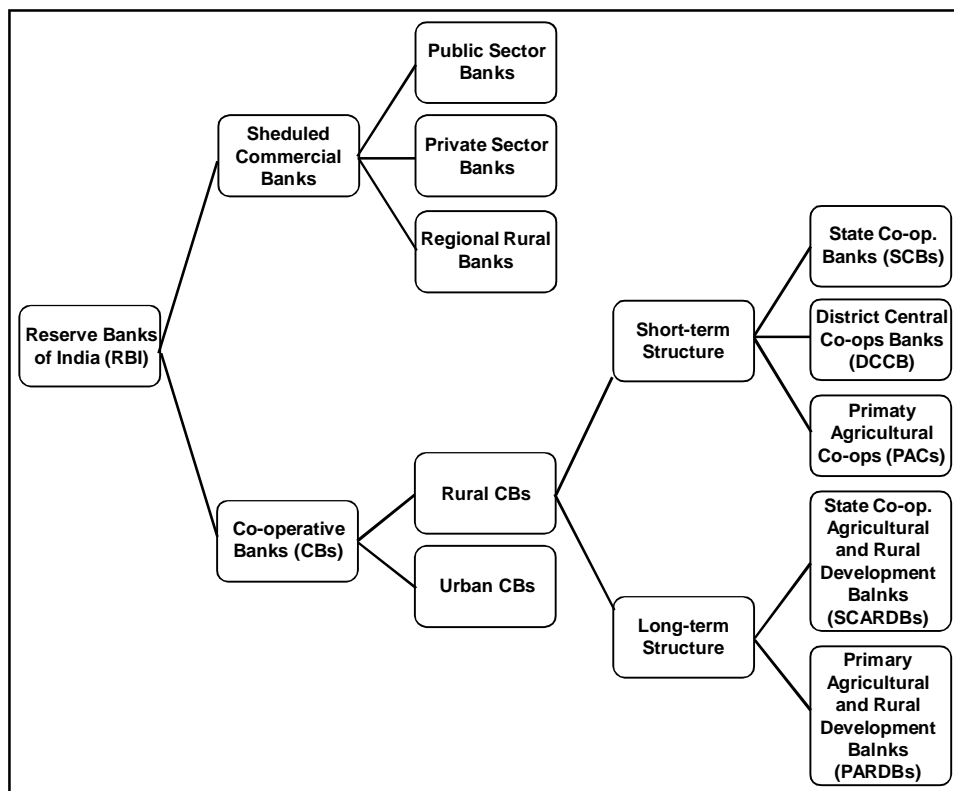 Reserve Banks
of India (RBI)
Sheduled
Commercial
Banks
Public Sector
Banks
Private Sector
Banks
Regional Rural
Banks
Co-operative
Banks (CBs)
Rural CBs
Urban CBs
Short-term
Structure
State Co-op.
Banks (SCBs)
District Central
Co-ops Banks
(DCCB)
Primaty
Agricultural
Co-ops (PACs)
Long-term
Structure
State Co-op.
Agricultural
and Rural
Development
Balnks
(SCARDBs)
Primary
Agricultural
and Rural
Development
Balnks
(PARDBs)